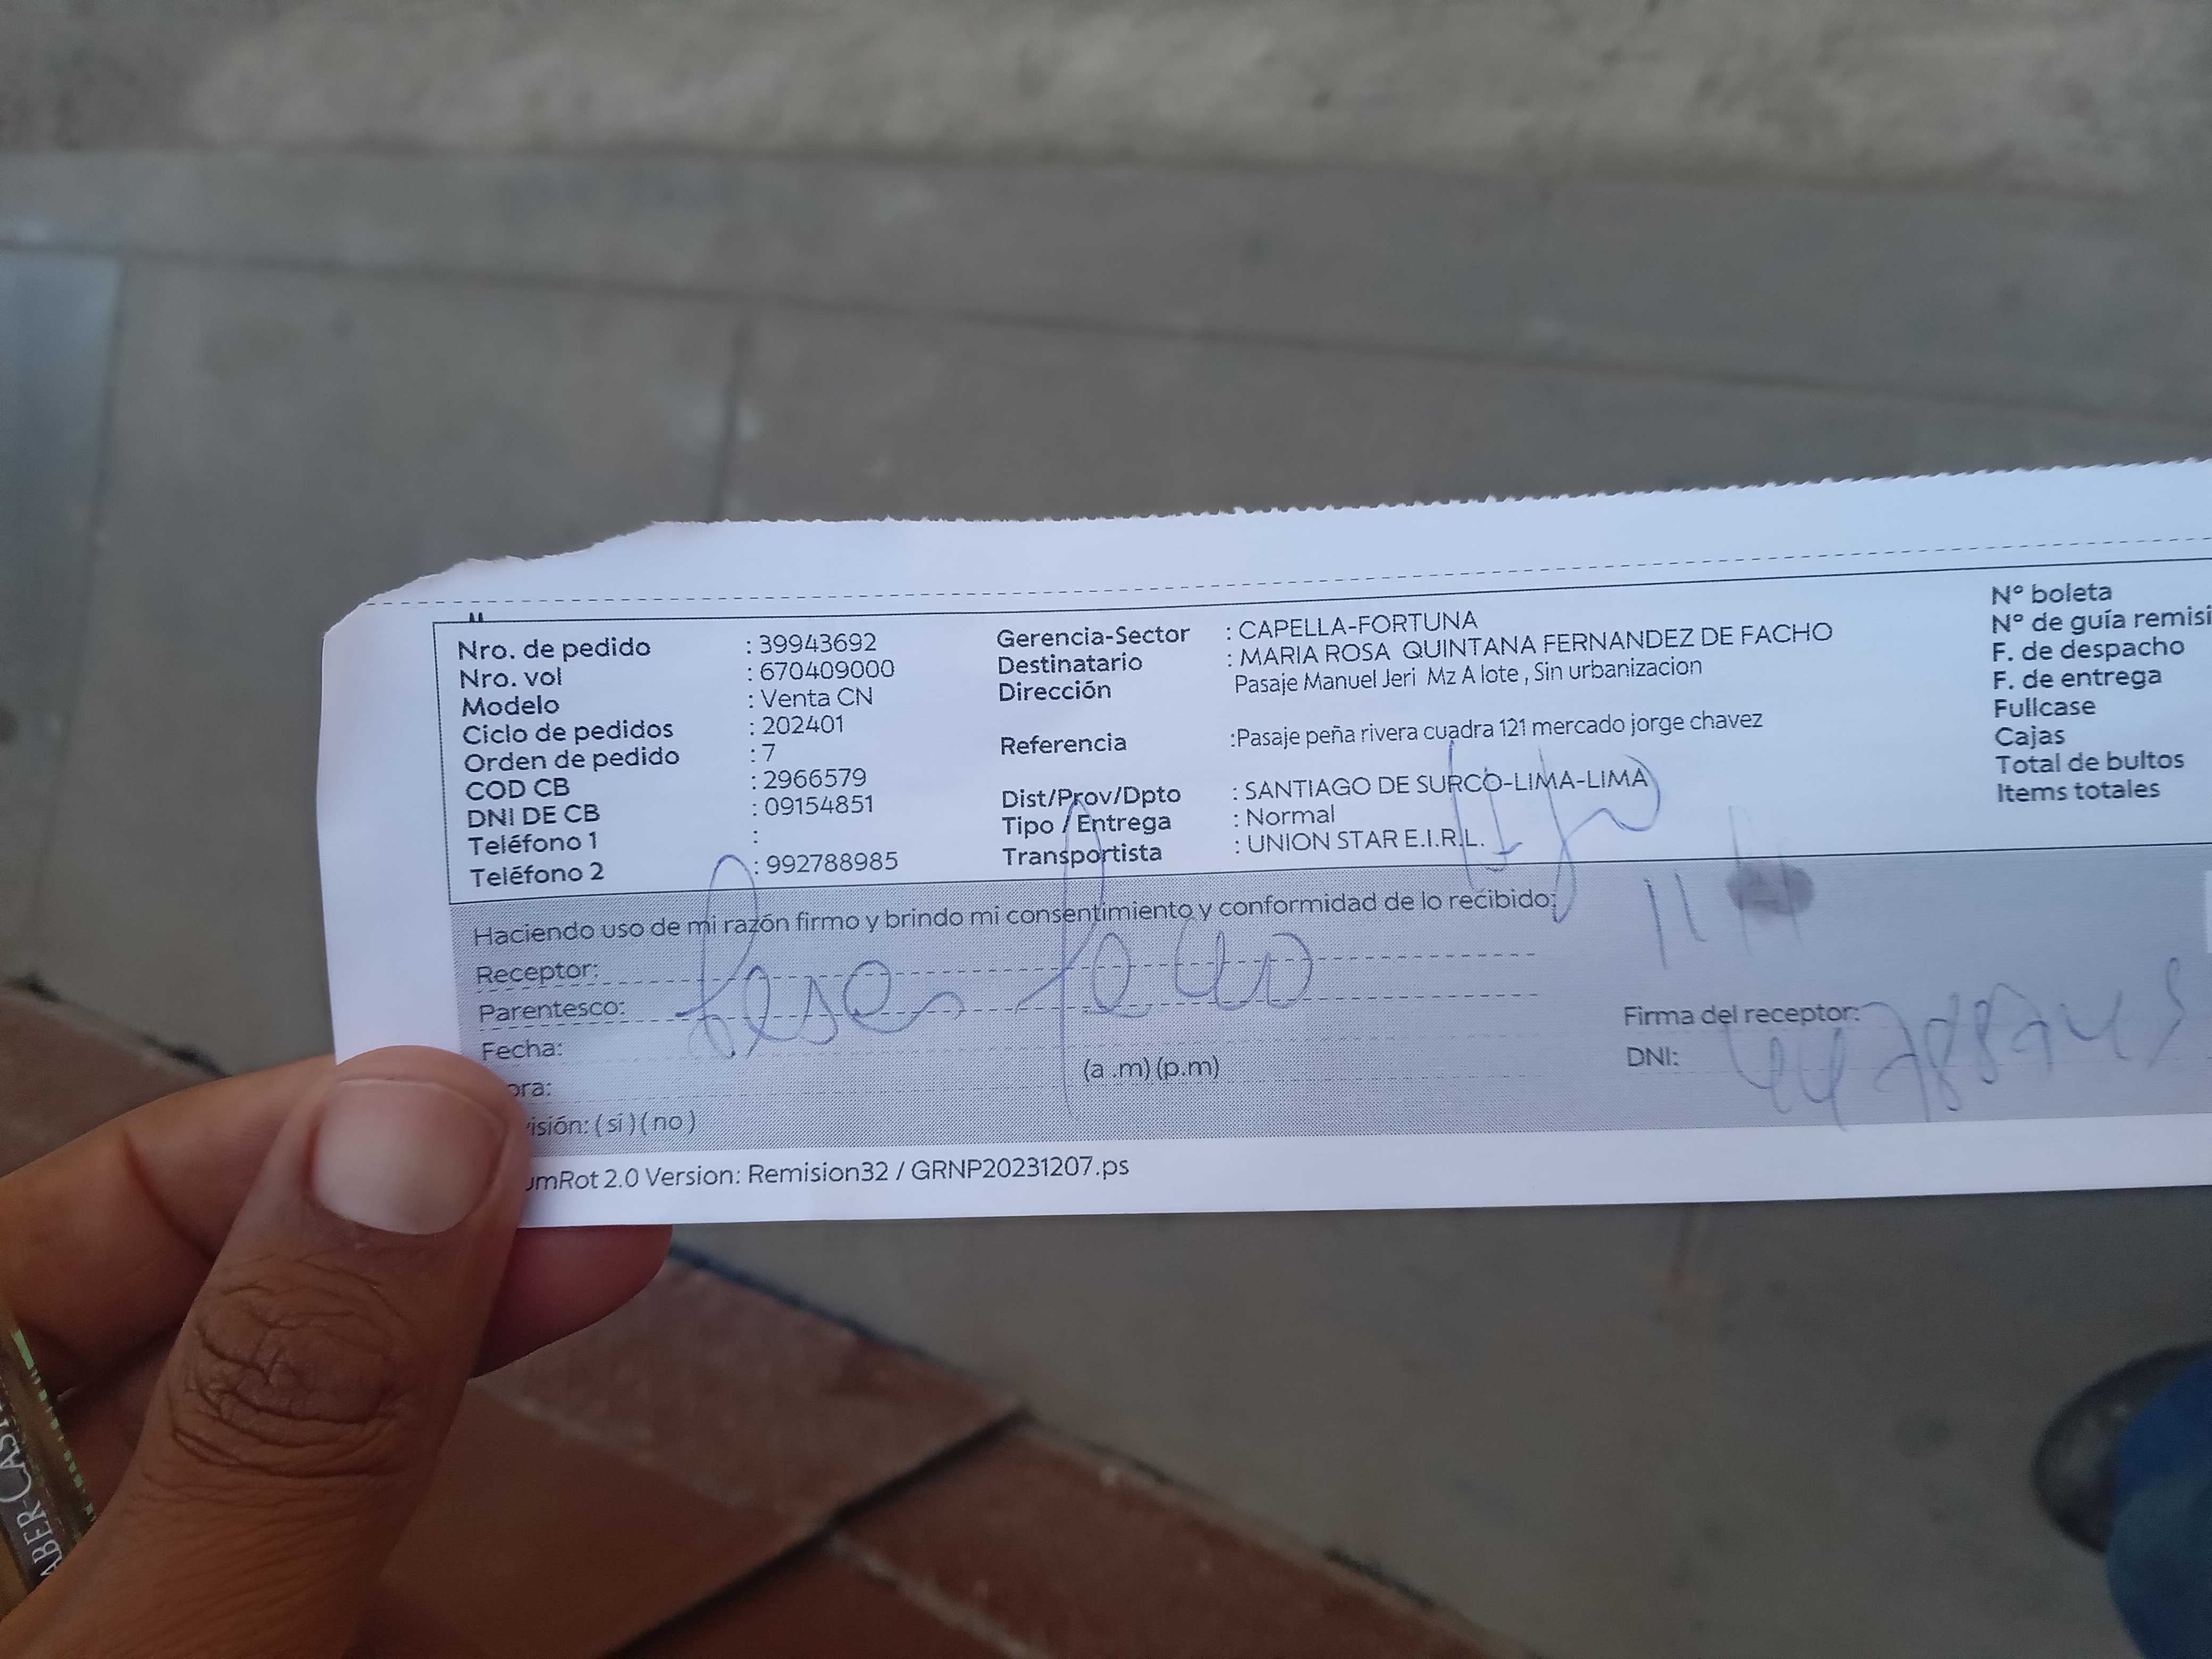 Nro. de pedido : 39943692
Nro. vol : 670409000
Modelo : Venta CN
Ciclo de pedidos : 202401
Orden de pedido : 7
COD CB : 2966579
DNI DE CB : 09154851
Teléfono 1 :
Teléfono 2 : 992788985
Gerencia-Sector : CAPELLA-FORTUNA
Destinatario : MARIA ROSA QUINTANA FERNANDEZ DE FACHO
Dirección Pasaje Manuel Jeri Mz A lote , Sin urbanizacion
Referencia :Pasaje peña rivera cuadra 121 mercado jorge chavez
Dist/Prov/Dpto : SANTIAGO DE SURCO-LIMA-LIMA
Tipo / Entrega : Normal
Transportista : UNION STAR E.I.R.L.
N° boleta
N° de guía remisi
F. de despacho
F. de entrega
Fullcase
Cajas
Total de bultos
Items totales
Haciendo uso de mi razón firmo y brindo mi consentimiento y conformidad de lo recibido:
Receptor:
Parentesco:
Fecha:
ora: (a .m) (p.m)
isión: ( sí ) ( no )
Firma del receptor:
DNI:
umRot 2.0 Version: Remision32 / GRNP20231207.ps
ABER-CAST